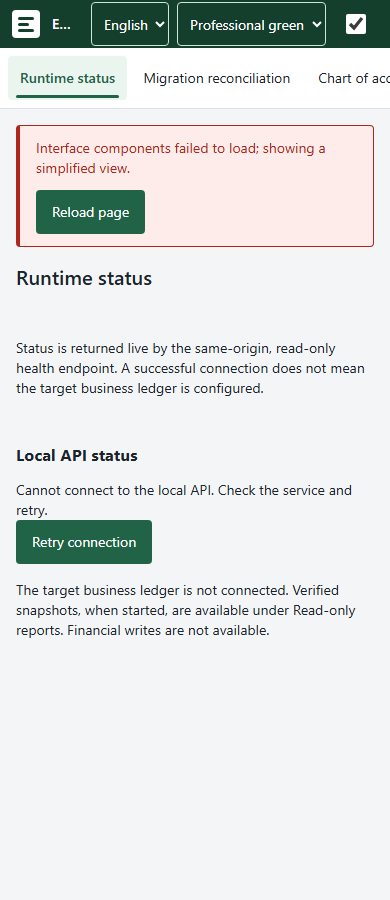 E...
English
Professional green
Runtime status
Migration reconciliation
Chart of acc
Interface components failed to load; showing a
simplified view.
Reload page
Runtime status
Status is returned live by the same-origin, read-only
health endpoint. A successful connection does not mean
the target business ledger is configured.
Local API status
Cannot connect to the local API. Check the service and
retry.
Retry connection
The target business ledger is not connected. Verified
snapshots, when started, are available under Read-only
reports. Financial writes are not available.